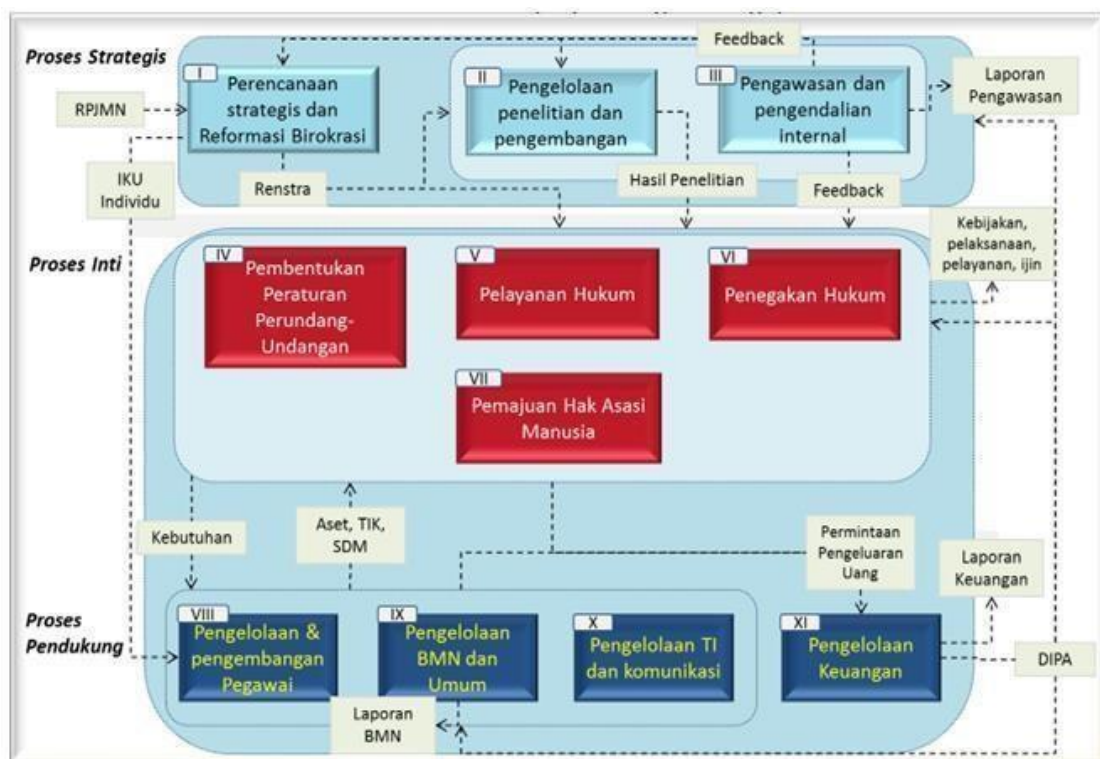 Proses Strategis
Feedback
I
Perencanaan
strategis dan
Reformasi Birokrasi
II
Pengelolaan
penelitian dan
pengembangan
III
Pengawasan dan
pengendalian
internal
Laporan
Pengawasan
RPJMN
IKU
Individu
Renstra
Hasil Penelitian
Feedback
Kebijakan,
pelaksanaan,
pelayanan, ijin
Proses Inti
IV
Pembentukan
Peraturan
Perundang-
Undangan
V
Pelayanan Hukum
VI
Penegakan Hukum
VII
Pemajuan Hak Asasi
Manusia
Kebutuhan
Aset, TIK,
SDM
Permintaan
Pengeluaran
Uang
Laporan
Keuangan
Proses
Pendukung
VIII
Pengelolaan &
pengembangan
Pegawai
IX
Pengelolaan
BMN dan
Umum
X
Pengelolaan TI
dan komunikasi
XI
Pengelolaan
Keuangan
DIPA
Laporan
BMN